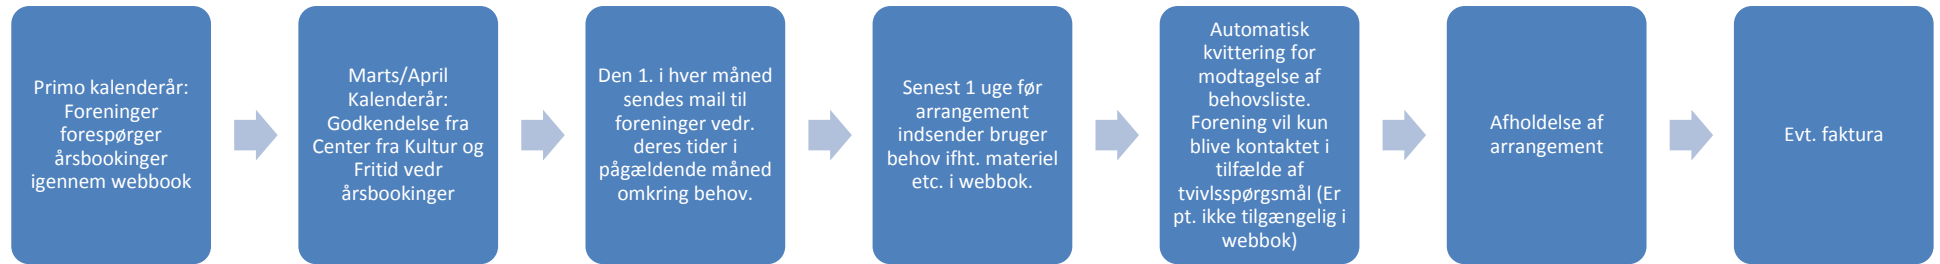 Primo kalenderår:
Foreninger
forespørger
årsbookinger
igennem webbook
Marts/April
Kalenderår:
Godkendelse fra
Center fra Kultur og
Fritid vedr
årsbookinger
Den 1. i hver måned
sendes mail til
foreninger vedr.
deres tider i
pågældende måned
omkring behov.
Senest 1 uge før
arrangement
indsender bruger
behov ifht. materiel
etc. i webbok.
Automatisk
kvittering for
modtagelse af
behovsliste.
Forening vil kun
blive kontaktet i
tilfælde af
tvivlsspørgsmål (Er
pt. ikke tilgængelig i
webbok)
Afholdelse af
arrangement
Evt. faktura